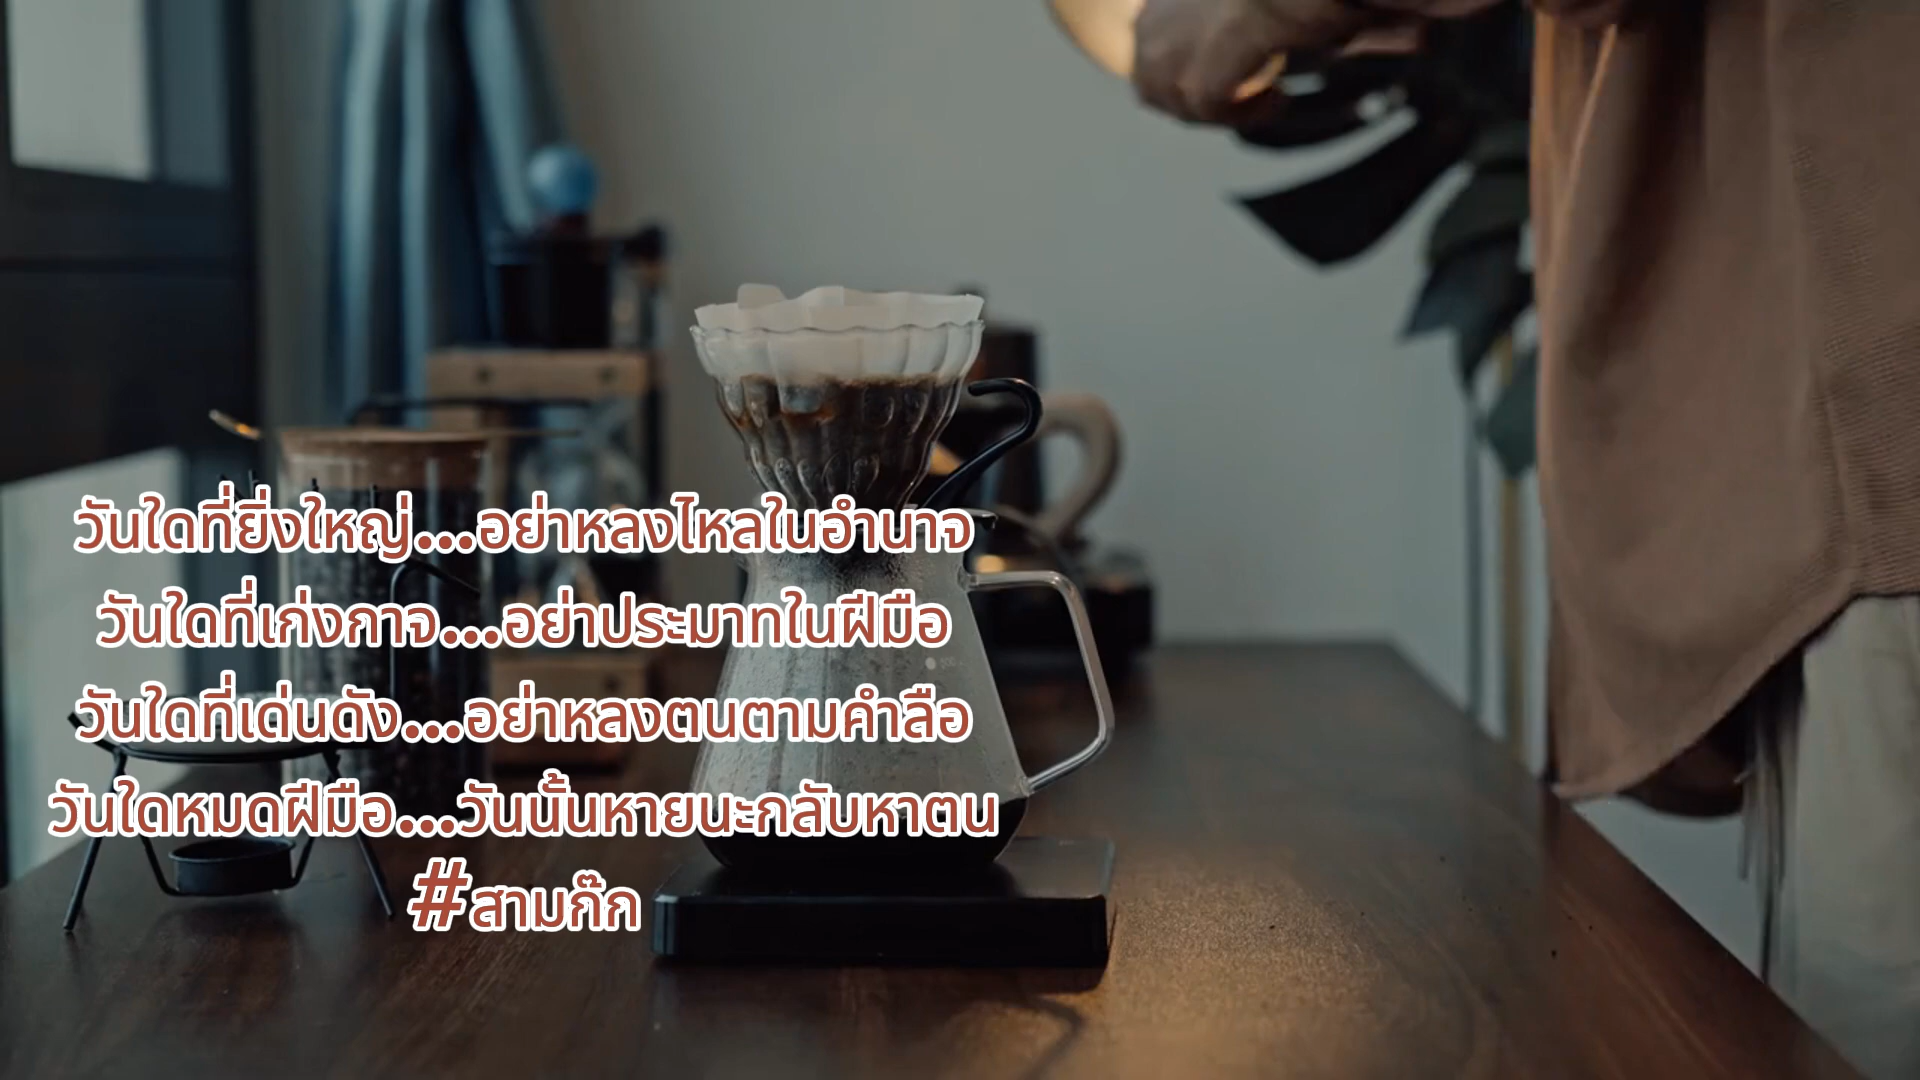 วันใดที่ยิ่งใหญ่...อย่าหลงไหลในอำนาจ
วันใดที่เก่งกาจ...อย่าประมาทในฝีมือ
วันใดที่เด่นดัง...อย่าหลงตนตามคำลือ
วันใดหมดฝีมือ...วันนั้นหายนะกลับหาตน
#สามก๊ก